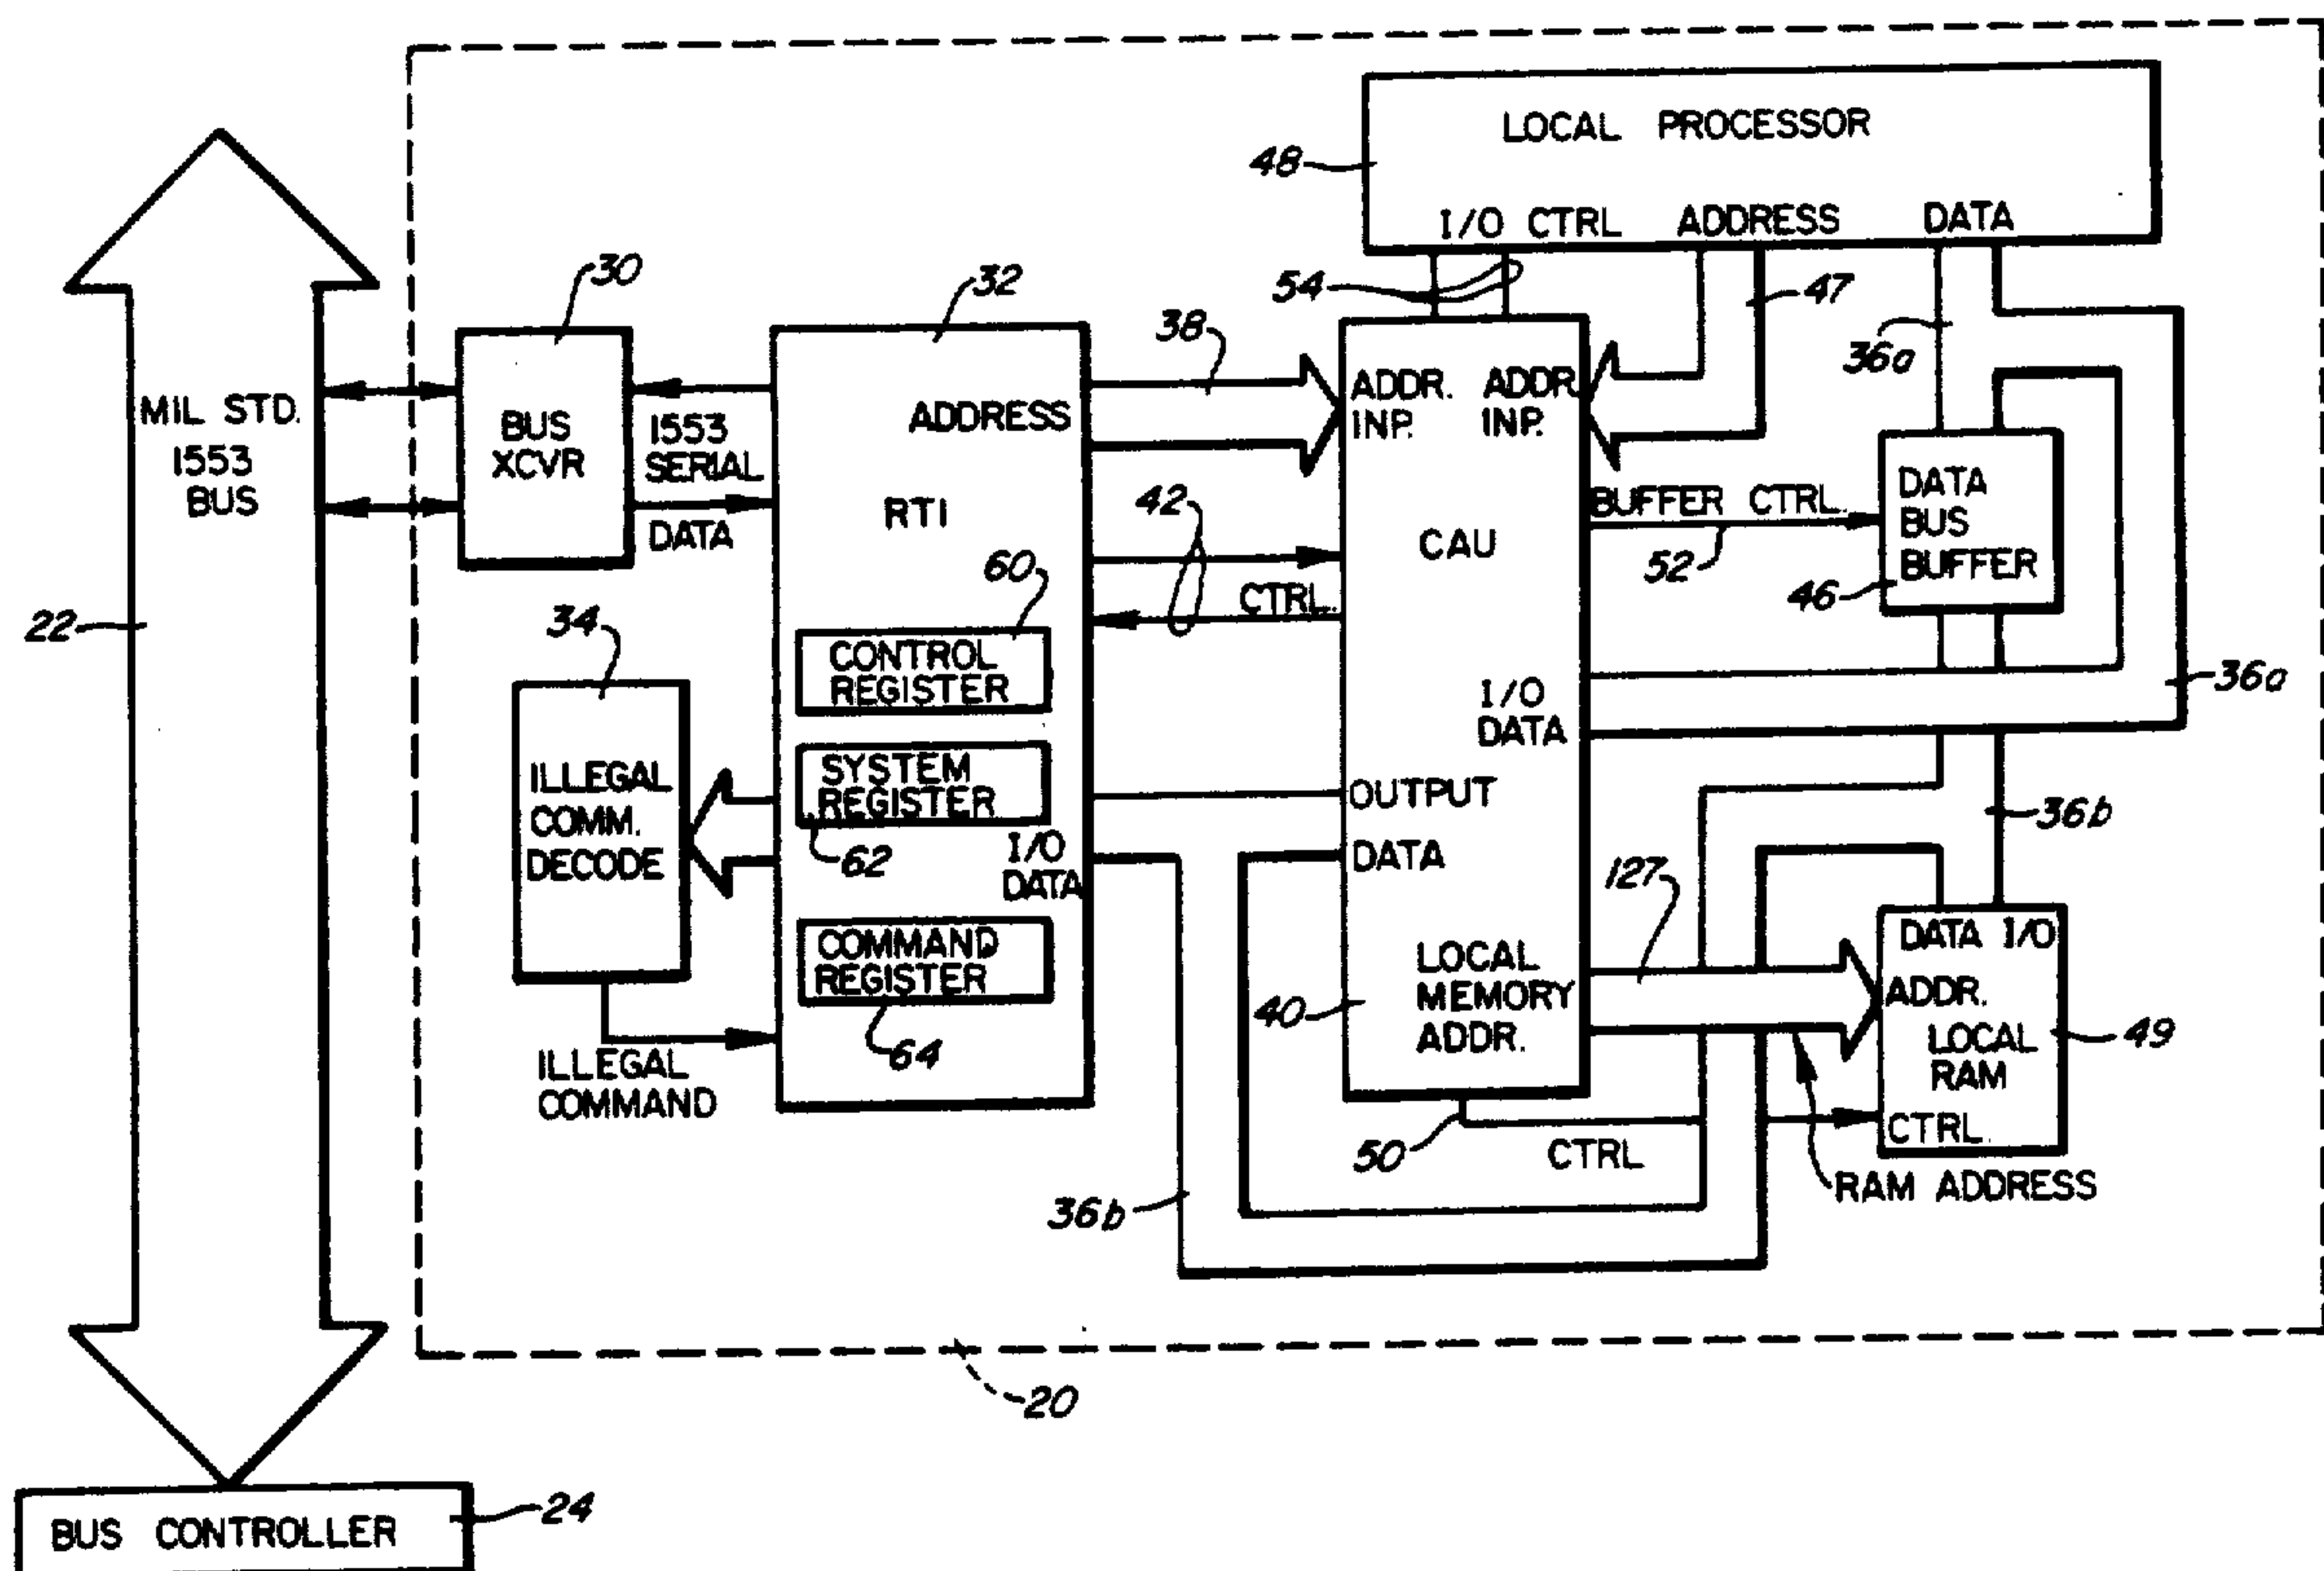 LOCAL PROCESSOR
48
I/O CTRL ADDRESS DATA
54
47
36a
30
32
38
MIL STD.
1553
BUS
BUS
XCVR
1553
SERIAL
DATA
ADDRESS
RTI
ADDR.
INP.
ADDR.
INP.
42
CTRL.
CAU
BUFFER CTRL.
52
DATA
BUS
BUFFER
46
22
34
60
CONTROL
REGISTER
I/O
DATA
36a
ILLEGAL
COMM.
DECODE
SYSTEM
REGISTER
62
I/O
DATA
OUTPUT
DATA
36b
127
COMMAND
REGISTER
64
40
LOCAL
MEMORY
ADDR.
DATA I/O
ADDR.
LOCAL
RAM
CTRL.
49
ILLEGAL
COMMAND
50
CTRL
RAM ADDRESS
36b
20
BUS CONTROLLER
24